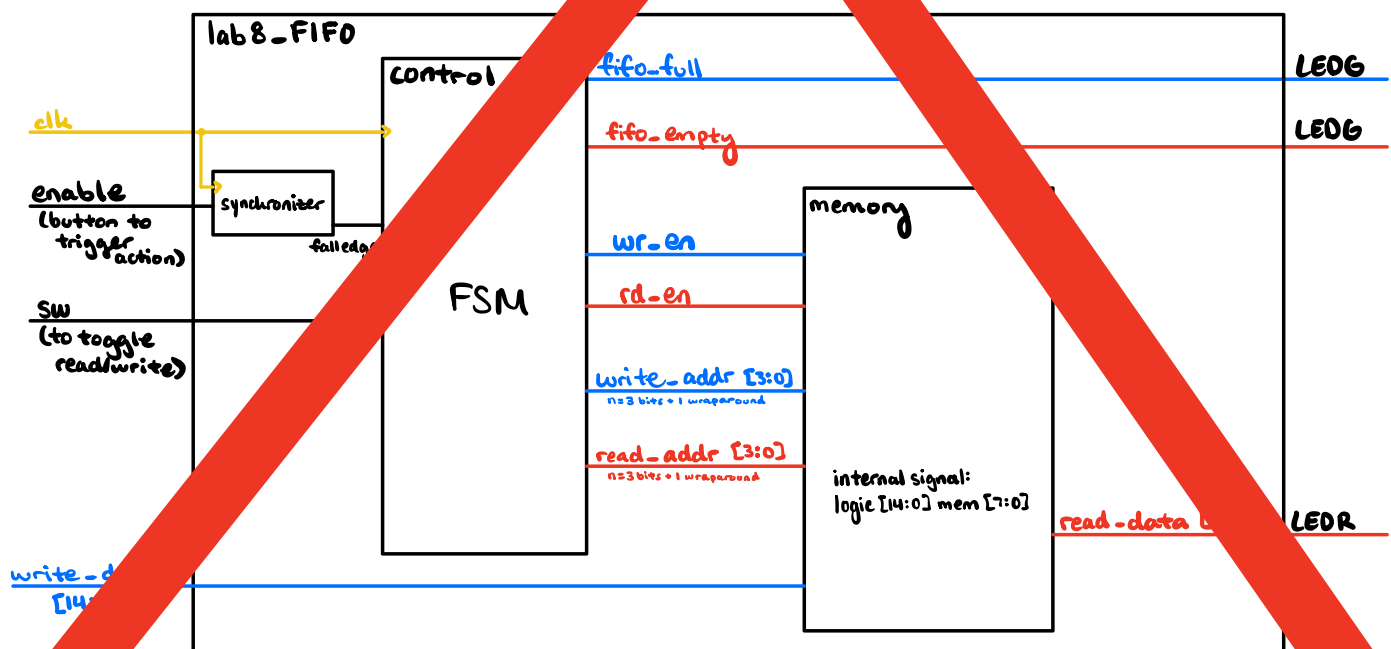 lab8_FIFO
control
fifo_full
LEDG
clk
fifo_empty
LEDG
enable
(button to
trigger
action)
synchronizer
memory
wr_en
FSM
rd_en
sw
(to toggle
read/write)
write_addr [3:0]
n=3 bits + 1 wraparound
read_addr [3:0]
n=3 bits + 1 wraparound
internal signal:
logic [14:0] mem [7:0]
read_data
LEDR